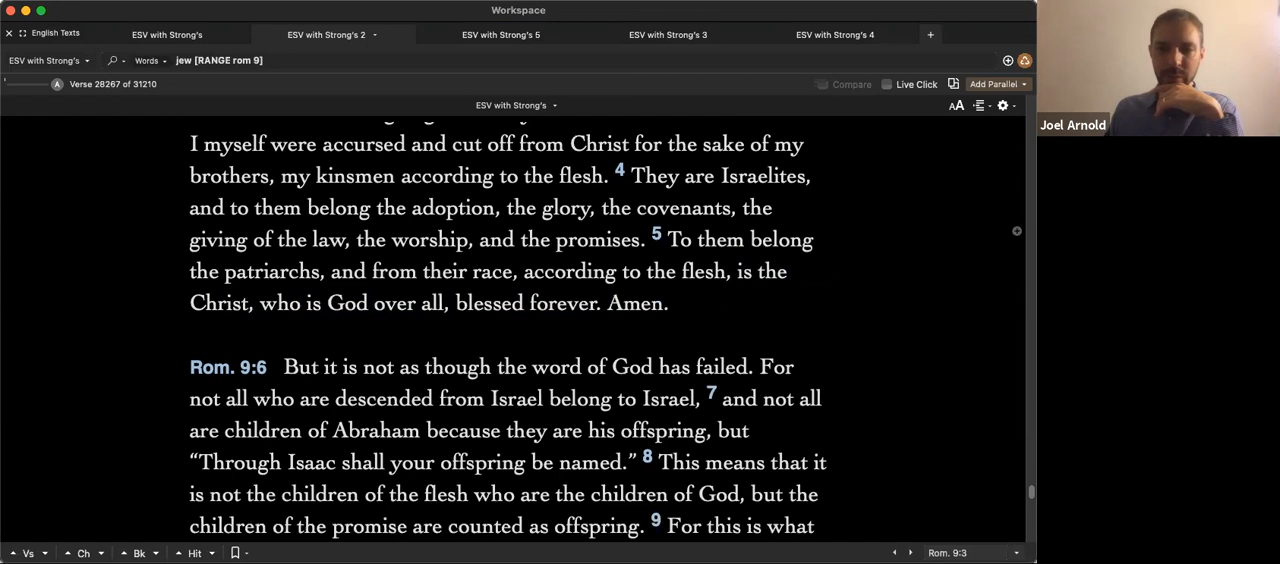 Workspace
English Texts
ESV with Strong's
ESV with Strong's 2
ESV with Strong's 5
ESV with Strong's 3
ESV with Strong's 4
+
ESV with Strong's
Words
jew [RANGE rom 9]
A Verse 28267 of 31210
Compare
Live Click
Add Parallel
ESV with Strong's
AA
I myself were accursed and cut off from Christ for the sake of my
brothers, my kinsmen according to the flesh. 4 They are Israelites,
and to them belong the adoption, the glory, the covenants, the
giving of the law, the worship, and the promises. 5 To them belong
the patriarchs, and from their race, according to the flesh, is the
Christ, who is God over all, blessed forever. Amen.
Rom. 9:6 But it is not as though the word of God has failed. For
not all who are descended from Israel belong to Israel, 7 and not all
are children of Abraham because they are his offspring, but
“Through Isaac shall your offspring be named.” 8 This means that it
is not the children of the flesh who are the children of God, but the
children of the promise are counted as offspring. 9 For this is what
Vs
Ch
Bk
Hit
Rom. 9:3
Joel Arnold